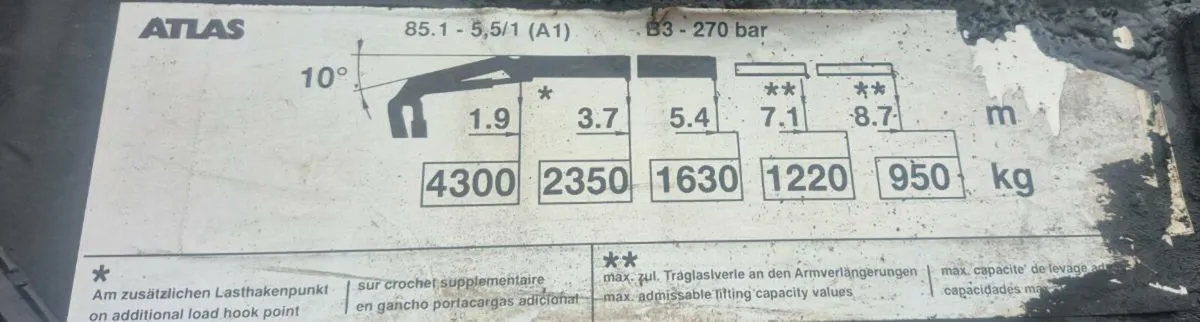 ATLAS 85.1 - 5,5/1 (A1) B3 - 270 bar
10°
* ** **
1.9 3.7 5.4 7.1 8.7 m
4300 2350 1630 1220 950 kg
*
Am zusätzlichen Lasthakenpunkt
on additional load hook point
sur crochet supplementaire
en gancho portacargas adicional
**
max. zul. Traglastverte an den Armverlängerungen
max. admissable lifting capacity values
max. capacite' de levage
capacidades